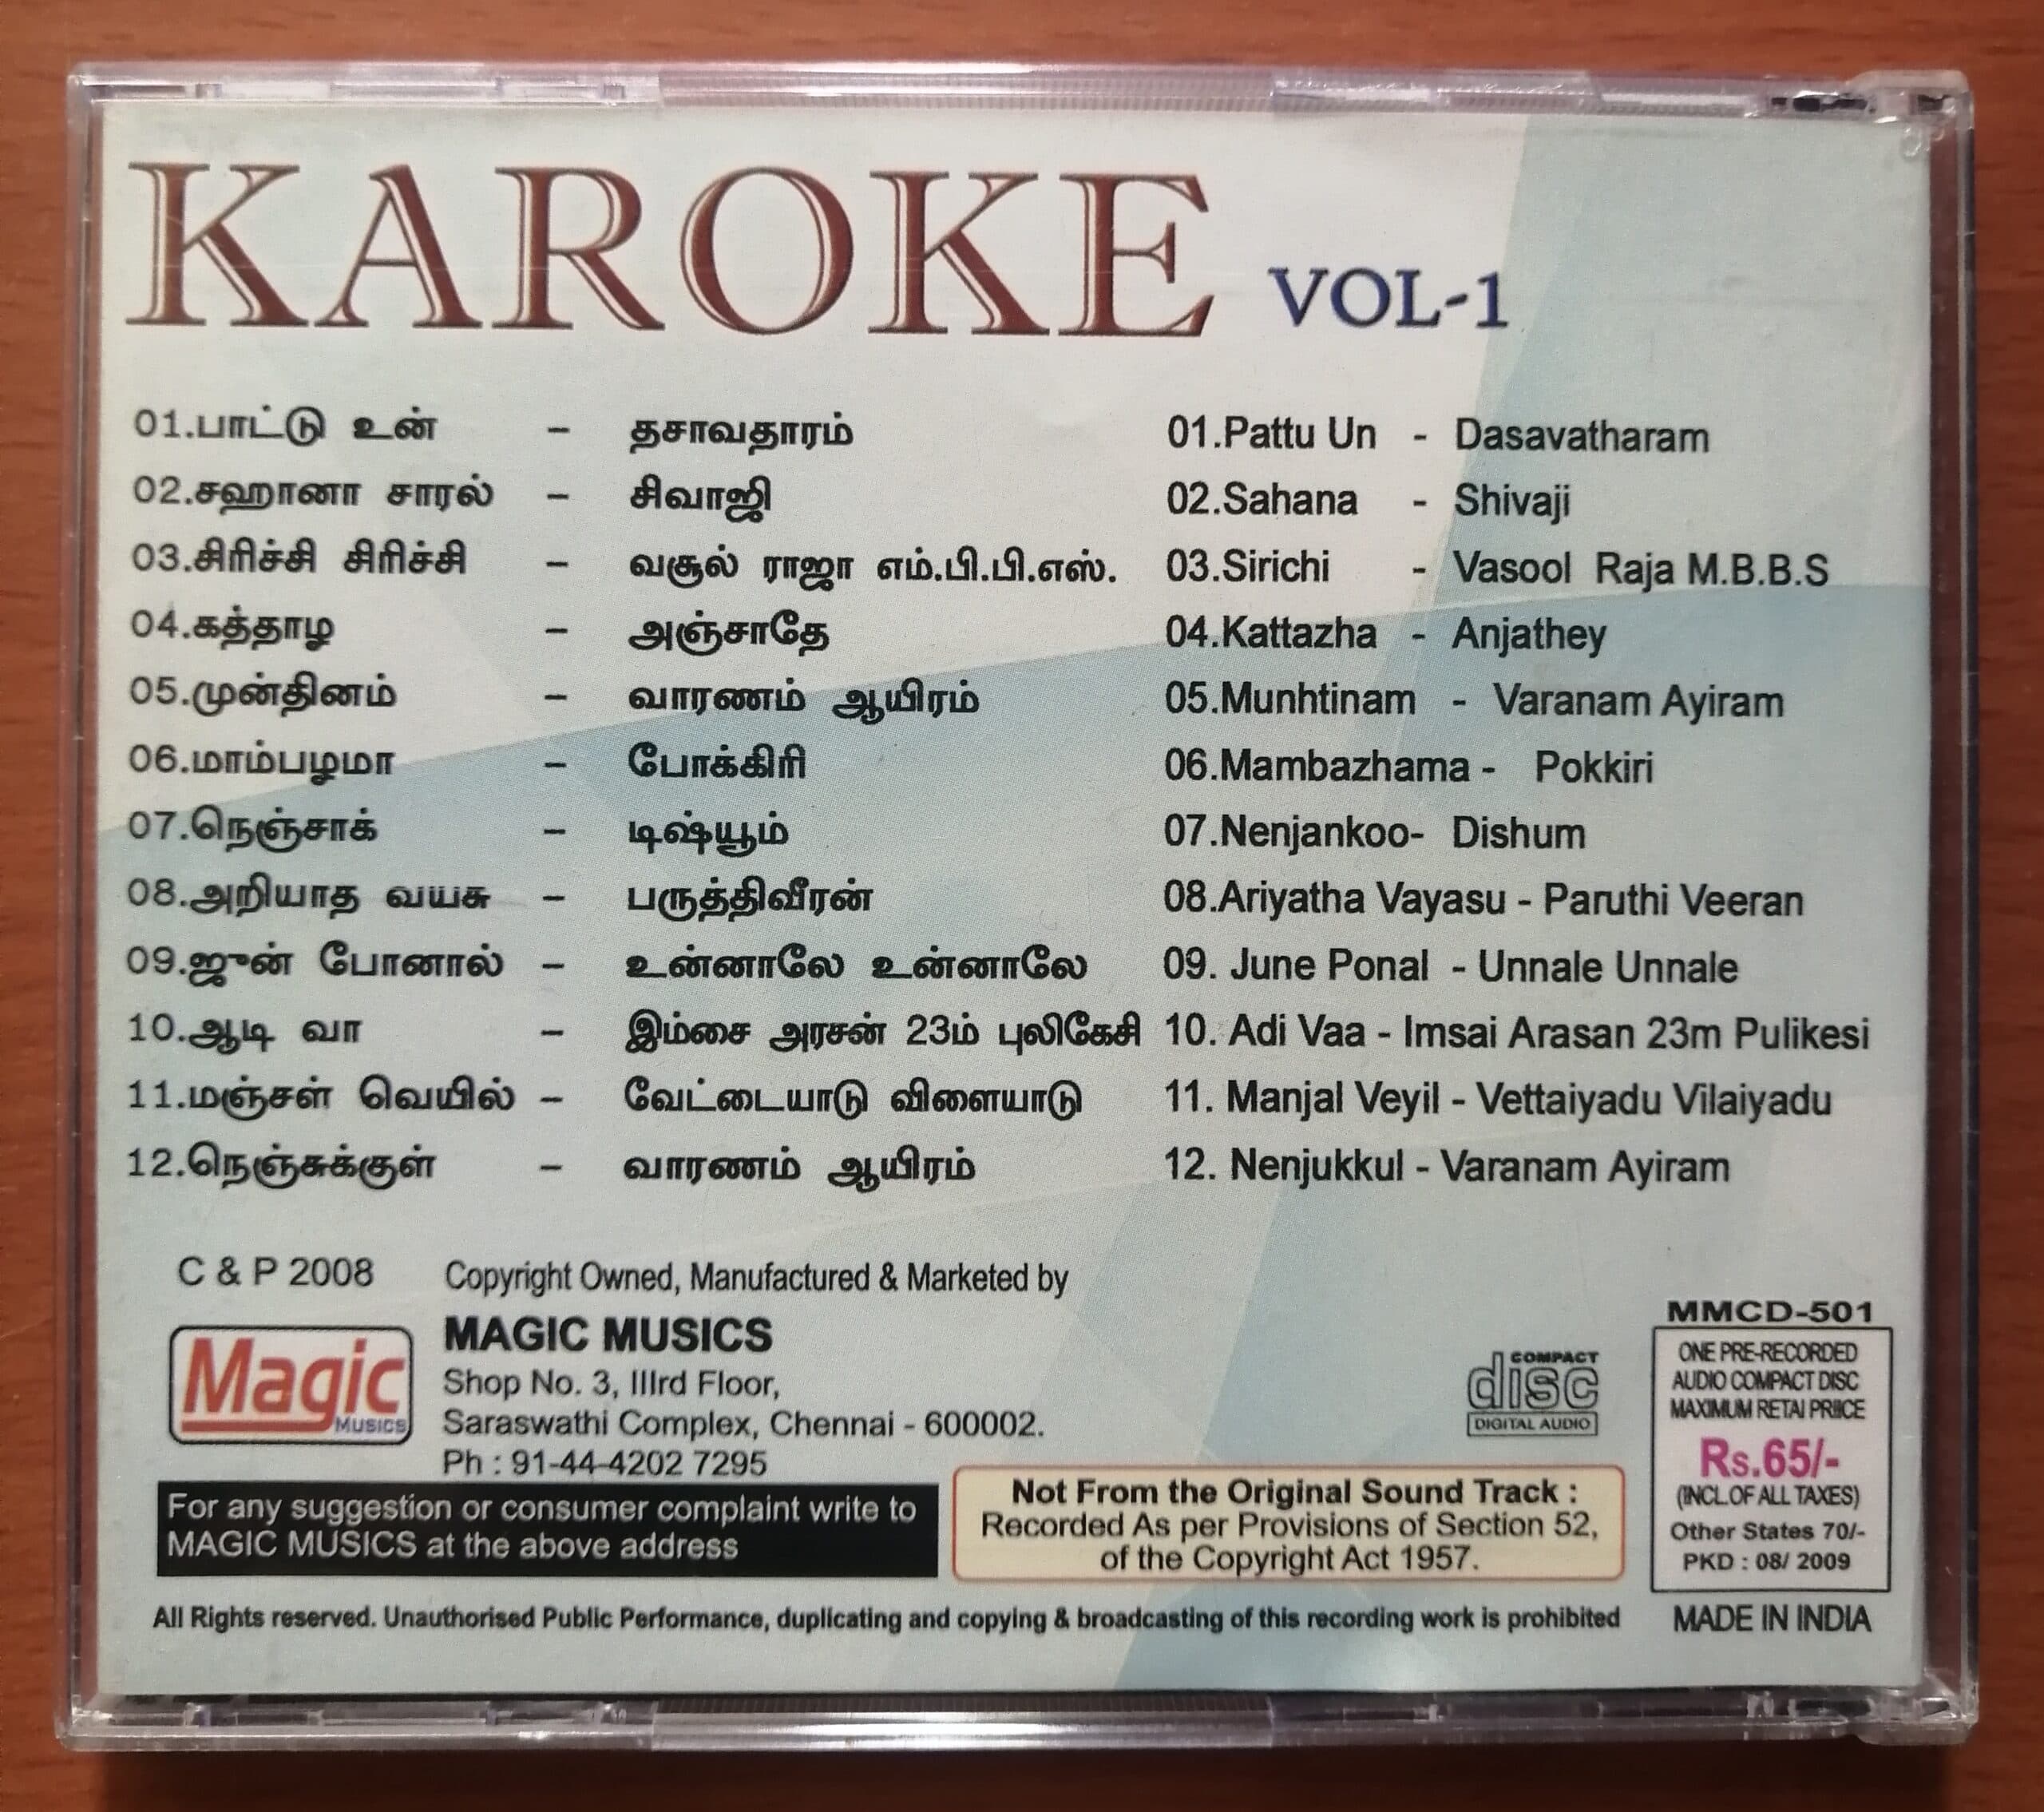 KAROKE VOL-1
01.பாட்டு உன் - தசாவதாரம்
02.சஹானா சாரல் - சிவாஜி
03.சிரிச்சி சிரிச்சி - வசூல் ராஜா எம்.பி.பி.எஸ்.
04.கத்தாழ - அஞ்சாதே
05.முன்தினம் - வாரணம் ஆயிரம்
06.மாம்பழமா - போக்கிரி
07.நெஞ்சாக் - டிஷ்யூம்
08.அறியாத வயசு - பருத்திவீரன்
09.ஜுன் போனால் - உன்னாலே உன்னாலே
10.ஆடி வா - இம்சை அரசன் 23ம் புலிகேசி
11.மஞ்சள் வெயில் - வேட்டையாடு விளையாடு
12.நெஞ்சுக்குள் - வாரணம் ஆயிரம்
01.Pattu Un - Dasavatharam
02.Sahana - Shivaji
03.Sirichi - Vasool Raja M.B.B.S
04.Kattazha - Anjathey
05.Munhtinam - Varanam Ayiram
06.Mambazhama - Pokkiri
07.Nenjankoo- Dishum
08.Ariyatha Vayasu - Paruthi Veeran
09. June Ponal - Unnale Unnale
10. Adi Vaa - Imsai Arasan 23m Pulikesi
11. Manjal Veyil - Vettaiyadu Vilaiyadu
12. Nenjukkul - Varanam Ayiram
C & P 2008
Copyright Owned, Manufactured & Marketed by
Magic
MUSICS
MAGIC MUSICS
Shop No. 3, IIIrd Floor,
Saraswathi Complex, Chennai - 600002.
Ph : 91-44-4202 7295
For any suggestion or consumer complaint write to
MAGIC MUSICS at the above address
COMPACT
disc
DIGITAL AUDIO
Not From the Original Sound Track :
Recorded As per Provisions of Section 52,
of the Copyright Act 1957.
MMCD-501
ONE PRE-RECORDED
AUDIO COMPACT DISC
MAXIMUM RETAI PRIICE
Rs.65/-
(INCL.OF ALL TAXES)
Other States 70/-
PKD : 08/ 2009
All Rights reserved. Unauthorised Public Performance, duplicating and copying & broadcasting of this recording work is prohibited
MADE IN INDIA